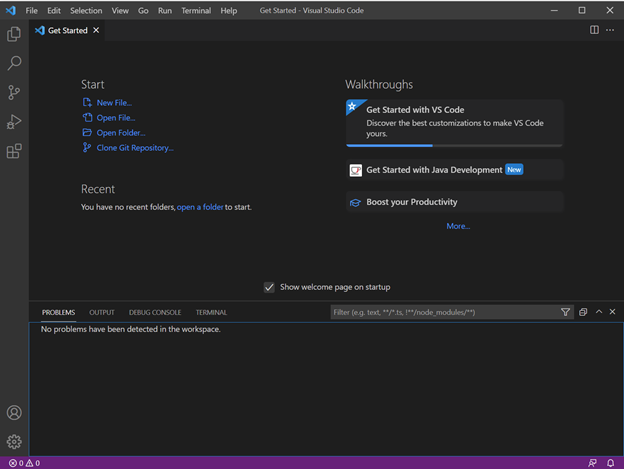 File Edit Selection View Go Run Terminal Help Get Started - Visual Studio Code
Get Started
Start
New File...
Open File...
Open Folder...
Clone Git Repository...
Recent
You have no recent folders, open a folder to start.
Walkthroughs
Get Started with VS Code
Discover the best customizations to make VS Code
yours.
Get Started with Java Development New
Boost your Productivity
More...
Show welcome page on startup
PROBLEMS OUTPUT DEBUG CONSOLE TERMINAL Filter (e.g. text, **/*.ts, !**/node_modules/**)
No problems have been detected in the workspace.
0 0